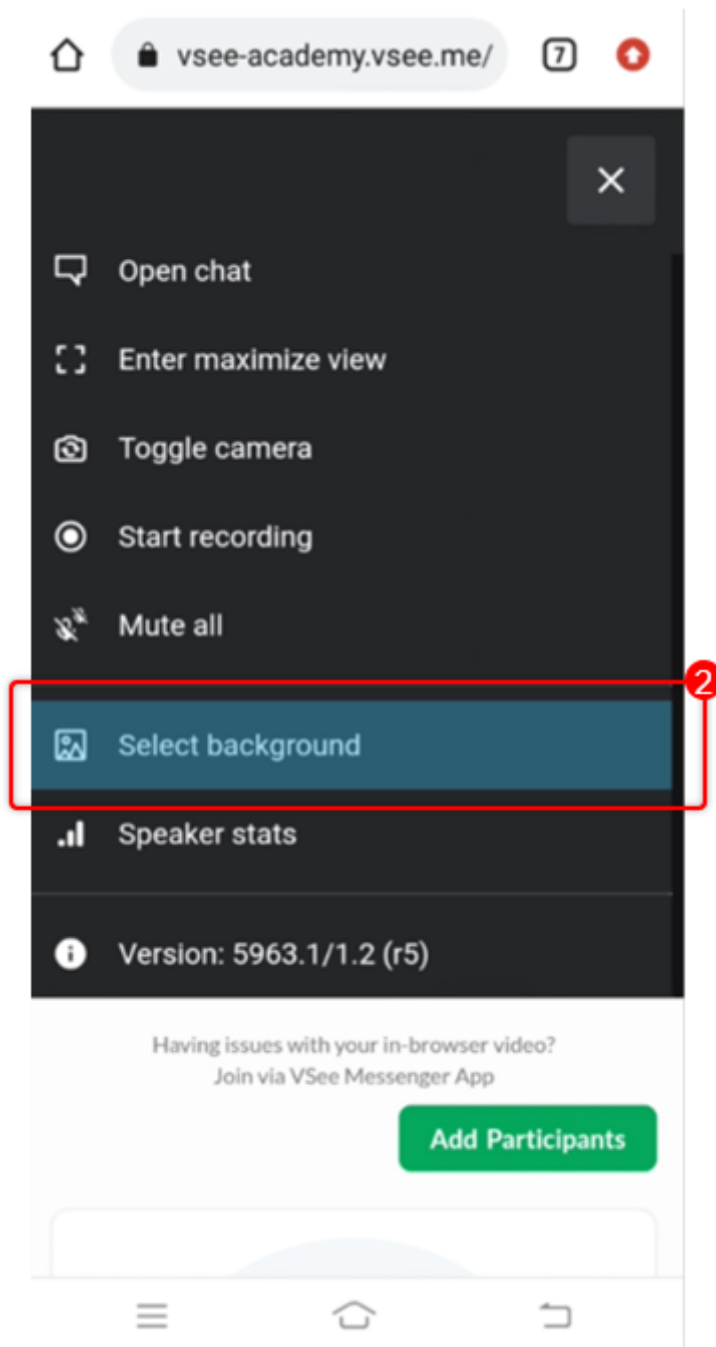 vsee-academy.vsee.me/
7
Open chat
Enter maximize view
Toggle camera
Start recording
Mute all
2
Select background
Speaker stats
Version: 5963.1/1.2 (r5)
Having issues with your in-browser video?
Join via VSee Messenger App
Add Participants